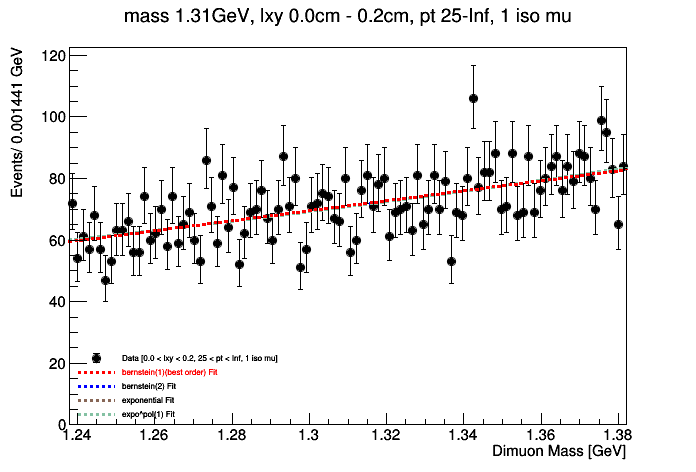 mass 1.31GeV, lxy 0.0cm - 0.2cm, pt 25-Inf, 1 iso mu
Events/ 0.001441 GeV
120
100
80
60
40
20
0
Data [0.0 < lxy < 0.2, 25 < pt < Inf, 1 iso mu]
bernstein(1)(best order) Fit
bernstein(2) Fit
exponential Fit
expo*pol(1) Fit
1.24 1.26 1.28 1.3 1.32 1.34 1.36 1.38
Dimuon Mass [GeV]